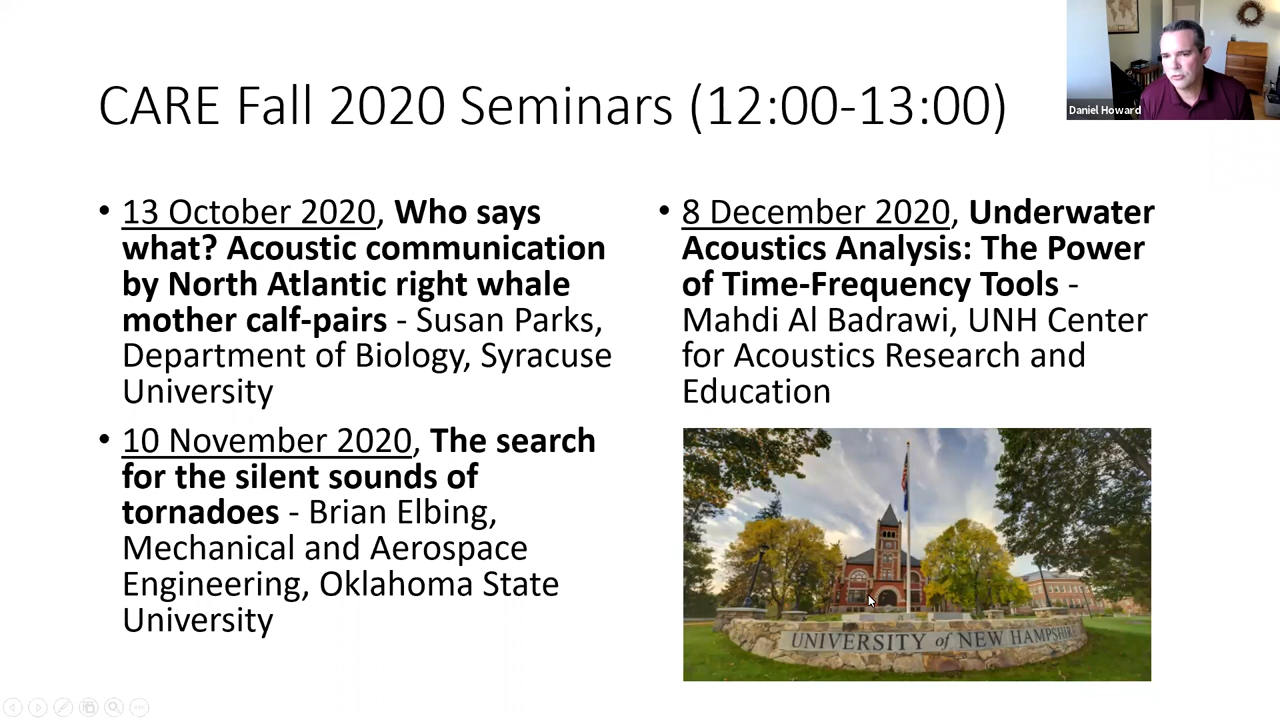 CARE Fall 2020 Seminars (12:00-13:00)
Daniel Howard
• 13 October 2020, Who says
what? Acoustic communication
by North Atlantic right whale
mother calf-pairs - Susan Parks,
Department of Biology, Syracuse
University
• 10 November 2020, The search
for the silent sounds of
tornadoes - Brian Elbing,
Mechanical and Aerospace
Engineering, Oklahoma State
University
• 8 December 2020, Underwater
Acoustics Analysis: The Power
of Time-Frequency Tools -
Mahdi Al Badrawi, UNH Center
for Acoustics Research and
Education
UNIVERSITY of NEW HAMPSHIRE